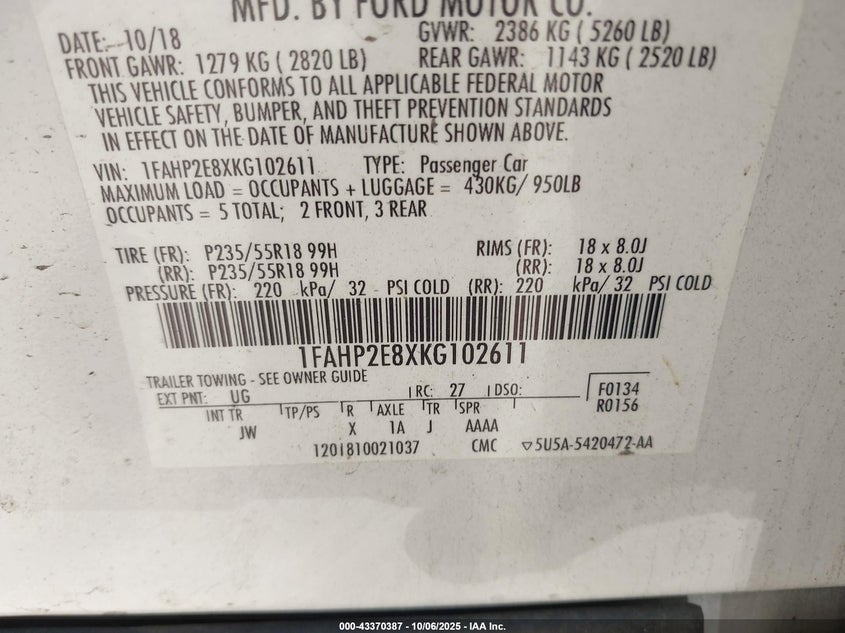 MFD. BY FORD MOTOR CO.
DATE: 10/18 GVWR: 2386 KG ( 5260 LB)
FRONT GAWR: 1279 KG ( 2820 LB) REAR GAWR: 1143 KG ( 2520 LB)
THIS VEHICLE CONFORMS TO ALL APPLICABLE FEDERAL MOTOR
VEHICLE SAFETY, BUMPER, AND THEFT PREVENTION STANDARDS
IN EFFECT ON THE DATE OF MANUFACTURE SHOWN ABOVE.
VIN: 1FAHP2E8XKG102611 TYPE: Passenger Car
MAXIMUM LOAD = OCCUPANTS + LUGGAGE = 430KG/ 950LB
OCCUPANTS = 5 TOTAL; 2 FRONT, 3 REAR
TIRE (FR): P235/55R18 99H RIMS (FR): 18 x 8.0J
(RR): P235/55R18 99H (RR): 18 x 8.0J
PRESSURE (FR): 220 kPa/ 32 PSI COLD (RR): 220 kPa/ 32 PSI COLD
1FAHP2E8XKG102611
TRAILER TOWING - SEE OWNER GUIDE
EXT PNT: UG RC: 27 DSO: F0134
INT TR TP/PS R AXLE TR SPR R0156
JW X 1A J AAAA
1201810021037 CMC ▽5U5A-5420472-AA
000-43370387 - 10/06/2025 - IAA Inc.